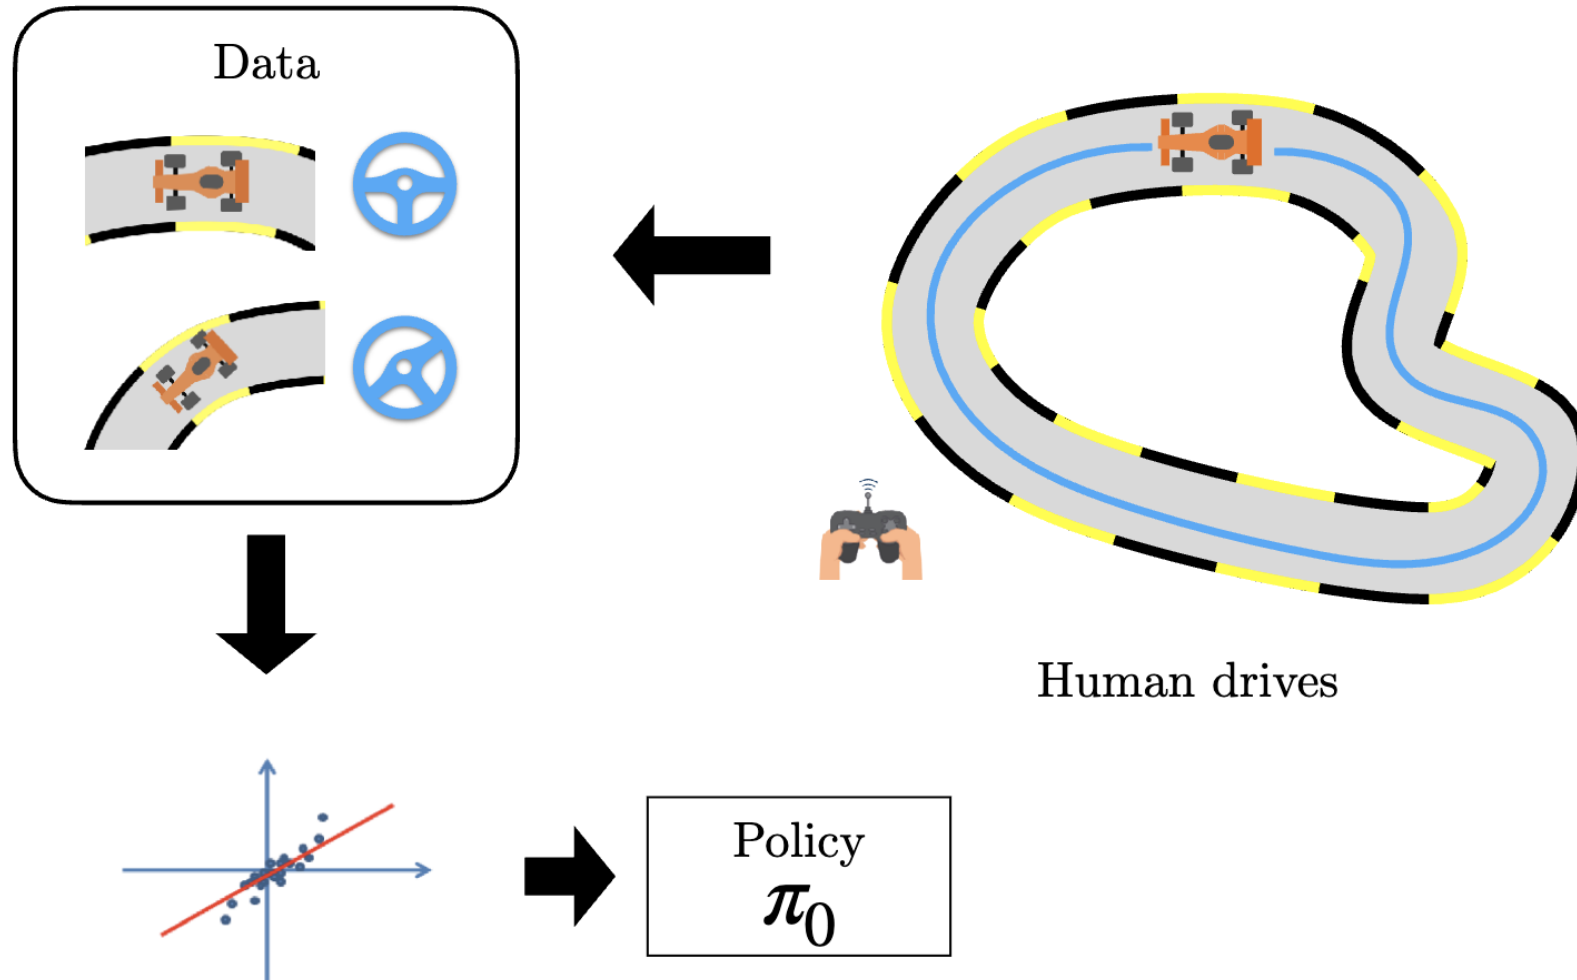 Data
Human drives
Policy
π₀